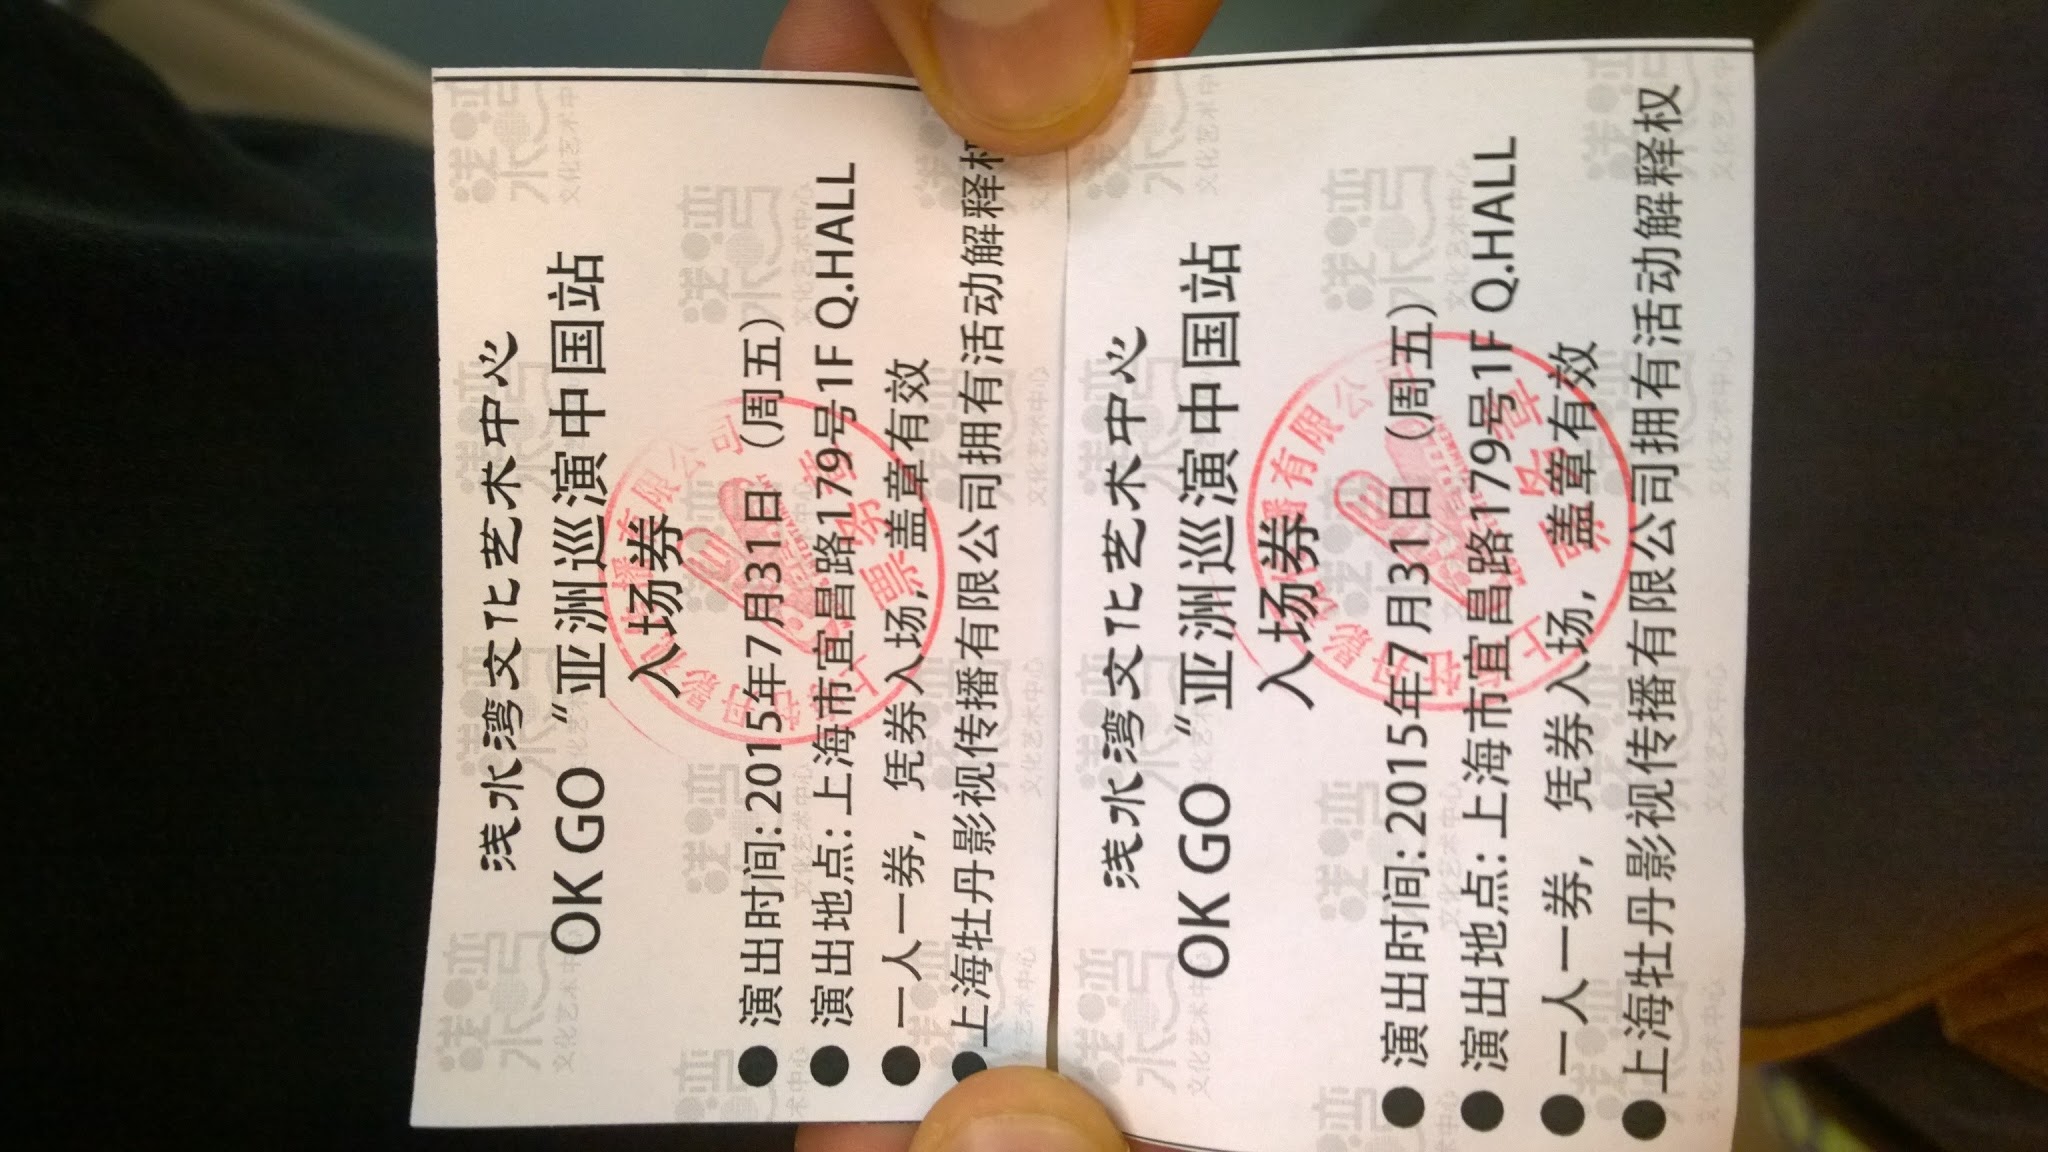 浅水湾文化艺术中心
OK GO “亚洲巡演中国站
入场券
演出时间: 2015年7月31日（周五）
演出地点: 上海市宜昌路179号1F Q.HALL
一人一券，凭券入场，盖章有效
上海牡丹影视传播有限公司拥有活动解释权
浅水湾文化艺术中心
OK GO “亚洲巡演中国站
入场券
演出时间: 2015年7月31日（周五）
演出地点: 上海市宜昌路179号1F Q.HALL
一人一券，凭券入场，盖章有效
上海牡丹影视传播有限公司拥有活动解释权